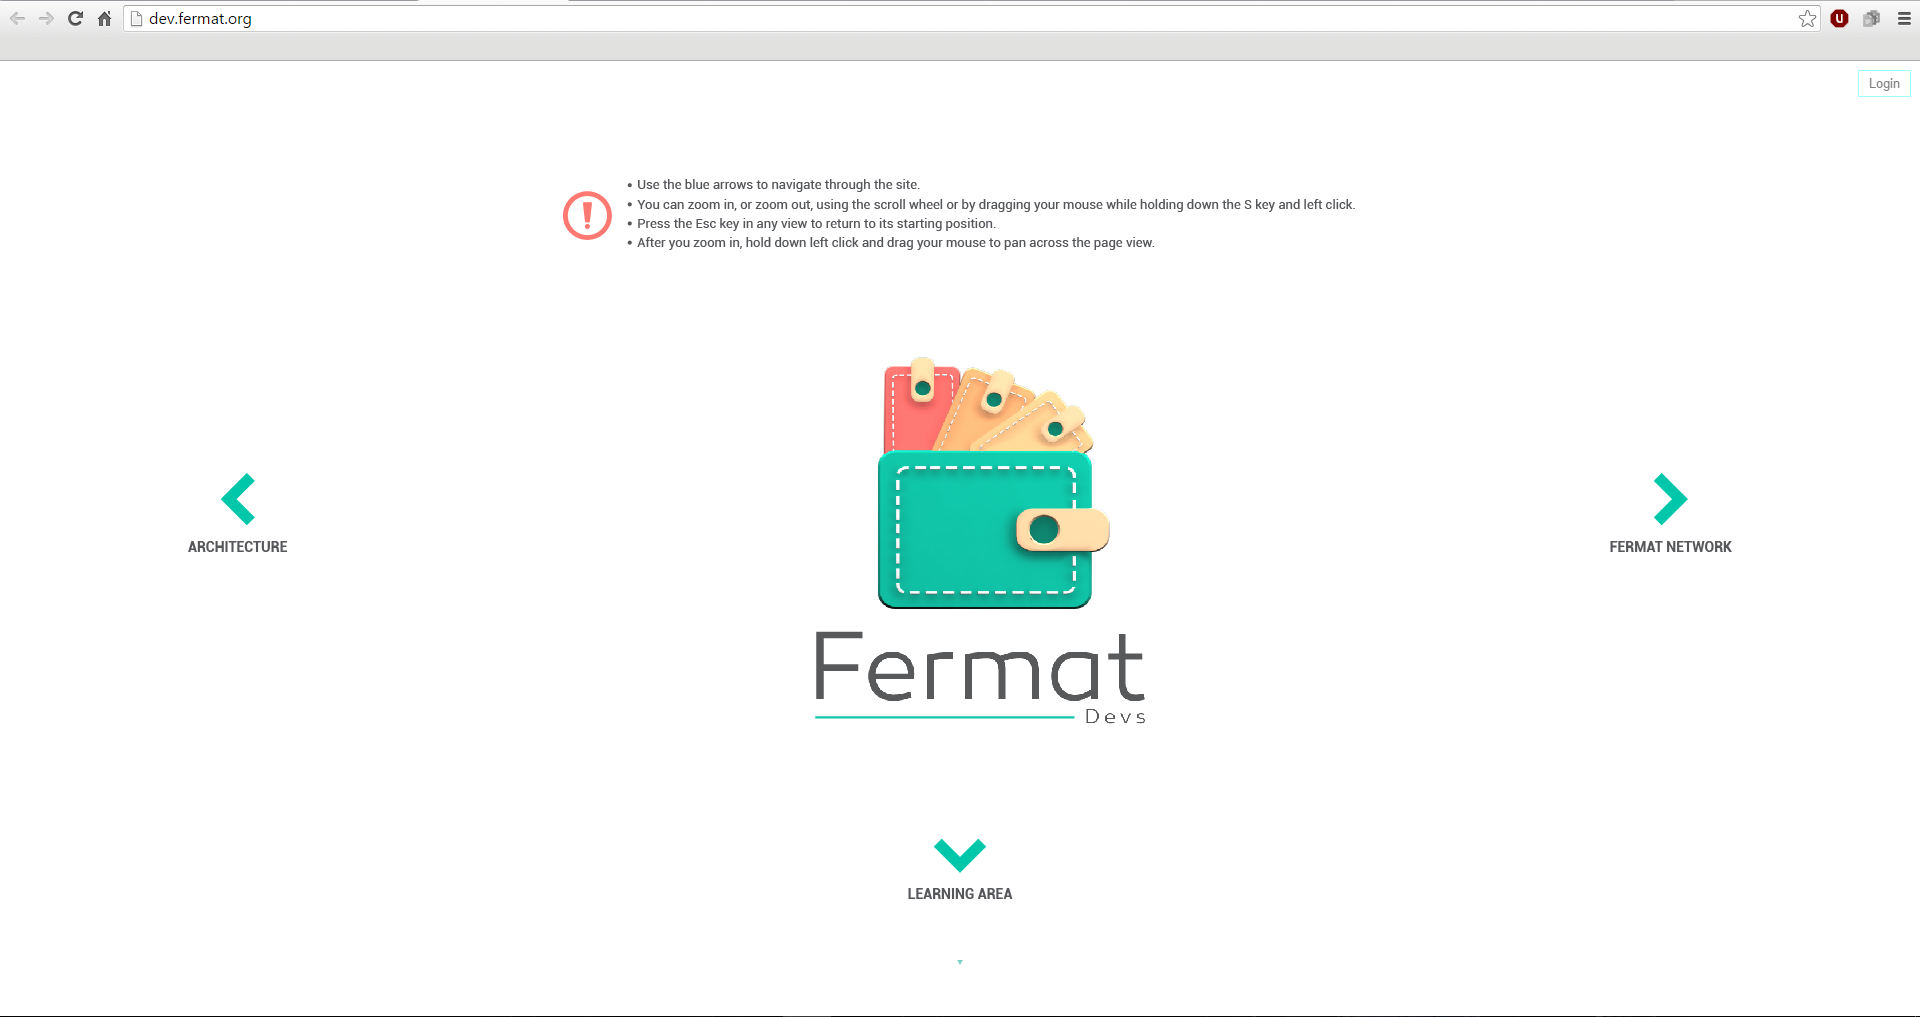 dev.fermat.org
Login
• Use the blue arrows to navigate through the site.
• You can zoom in, or zoom out, using the scroll wheel or by dragging your mouse while holding down the S key and left click.
• Press the Esc key in any view to return to its starting position.
• After you zoom in, hold down left click and drag your mouse to pan across the page view.
ARCHITECTURE
FERMAT NETWORK
Fermat
Devs
LEARNING AREA